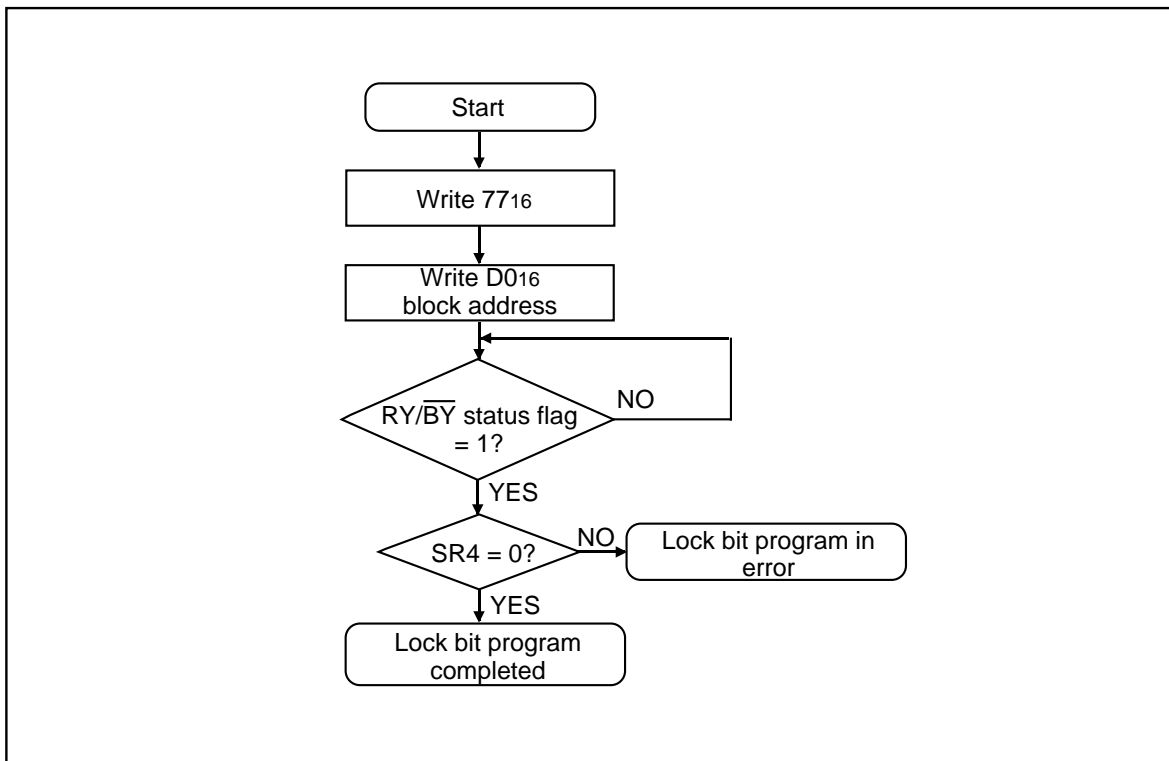 Start
Write 7716
Write D016
block address
RY/B̅Y̅ status flag
= 1?
NO
YES
SR4 = 0?
NO
Lock bit program in
error
YES
Lock bit program
completed